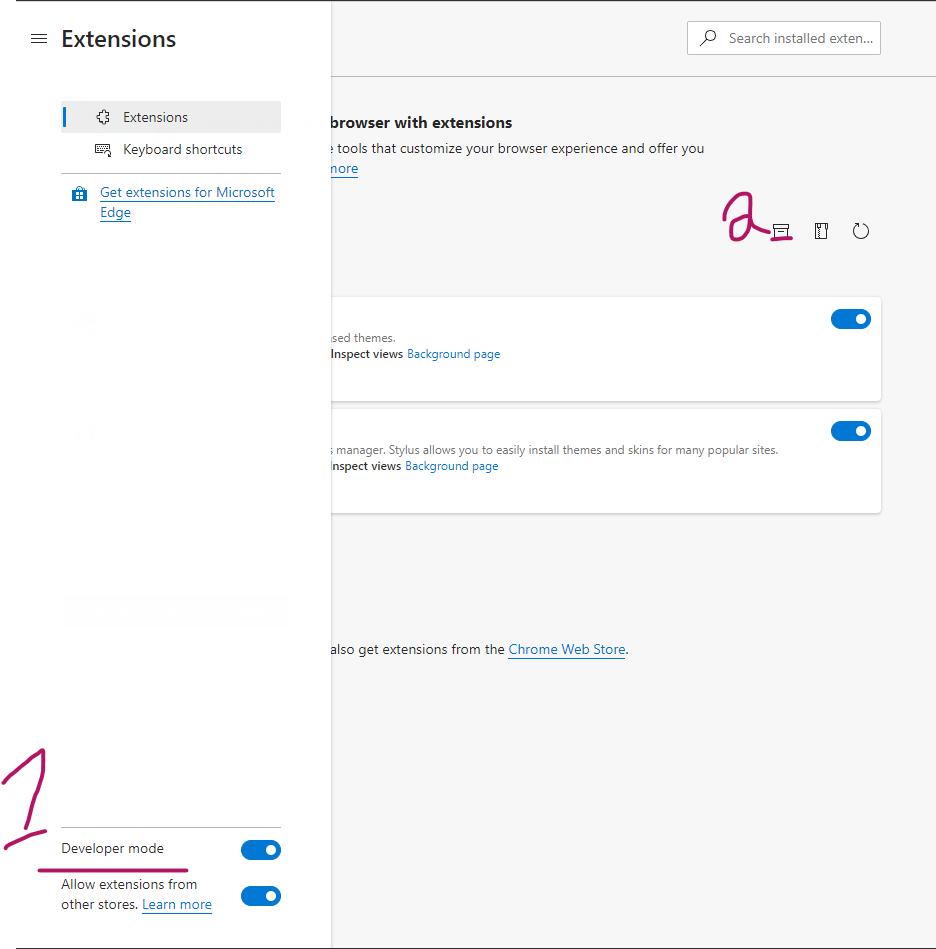 Extensions
Search installed exten...
Extensions
Keyboard shortcuts
Get extensions for Microsoft
Edge
browser with extensions
tools that customize your browser experience and offer you
more
2
ased themes.
Inspect views Background page
s manager. Stylus allows you to easily install themes and skins for many popular sites.
Inspect views Background page
also get extensions from the Chrome Web Store.
1
Developer mode
Allow extensions from
other stores. Learn more